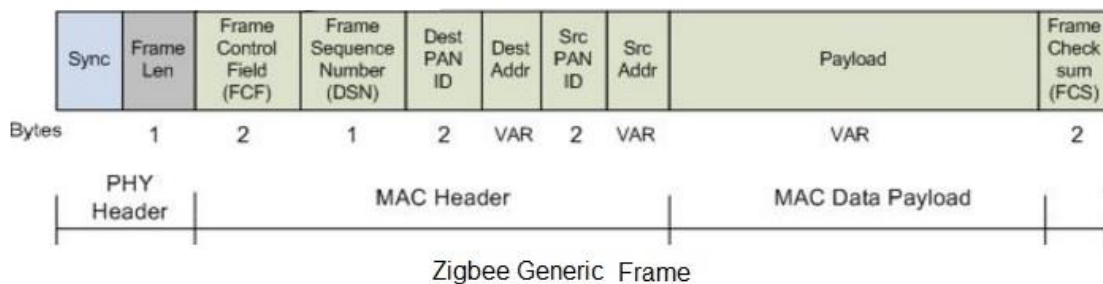 Sync
Frame
Len
Frame
Control
Field
(FCF)
Frame
Sequence
Number
(DSN)
Dest
PAN
ID
Dest
Addr
Src
PAN
ID
Src
Addr
Payload
Frame
Check
sum
(FCS)
Bytes 1 2 1 2 VAR 2 VAR VAR 2
PHY
Header
MAC Header
MAC Data Payload
Zigbee Generic Frame